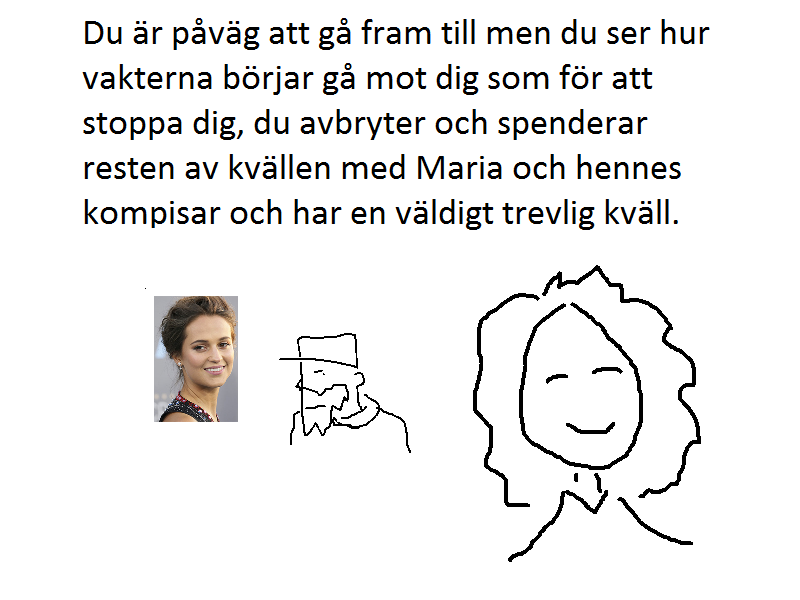 Du är påväg att gå fram till men du ser hur
vakterna börjar gå mot dig som för att
stoppa dig, du avbryter och spenderar
resten av kvällen med Maria och hennes
kompisar och har en väldigt trevlig kväll.